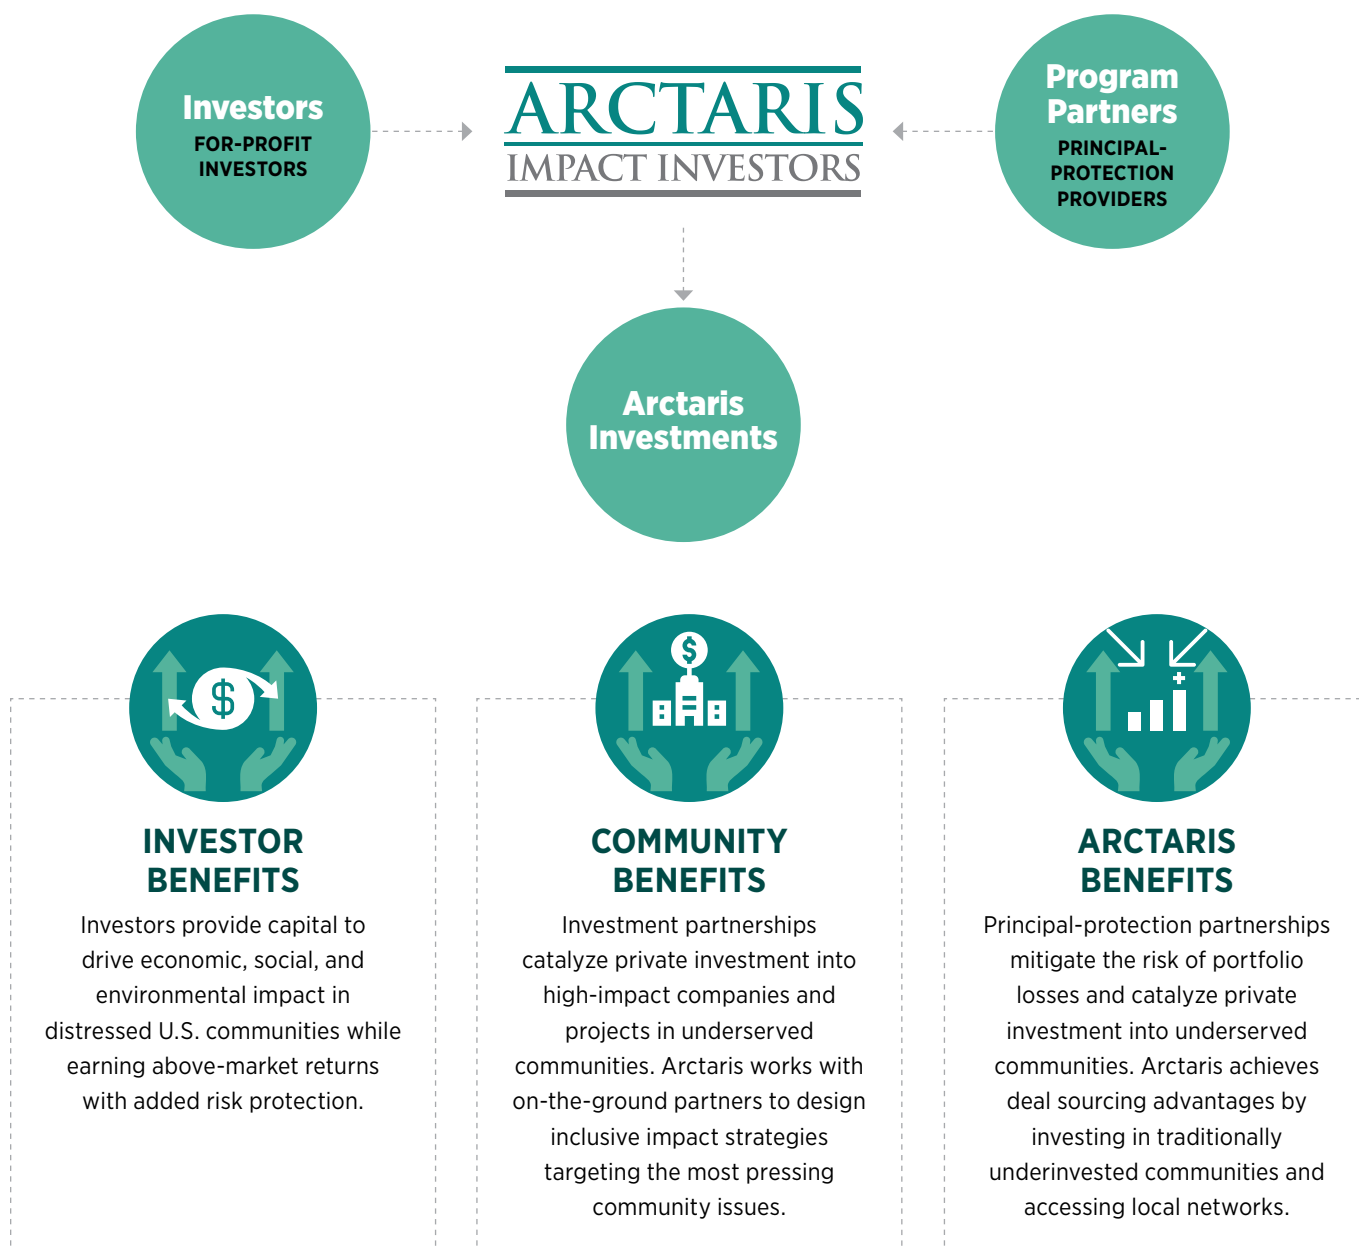 Investors
FOR-PROFIT
INVESTORS
ARCTARIS
IMPACT INVESTORS
Program
Partners
PRINCIPAL-
PROTECTION
PROVIDERS
Arctaris
Investments
$
INVESTOR
BENEFITS
Investors provide capital to
drive economic, social, and
environmental impact in
distressed U.S. communities while
earning above-market returns
with added risk protection.
$
COMMUNITY
BENEFITS
Investment partnerships
catalyze private investment into
high-impact companies and
projects in underserved
communities. Arctaris works with
on-the-ground partners to design
inclusive impact strategies
targeting the most pressing
community issues.
ARCTARIS
BENEFITS
Principal-protection partnerships
mitigate the risk of portfolio
losses and catalyze private
investment into underserved
communities. Arctaris achieves
deal sourcing advantages by
investing in traditionally
underinvested communities and
accessing local networks.